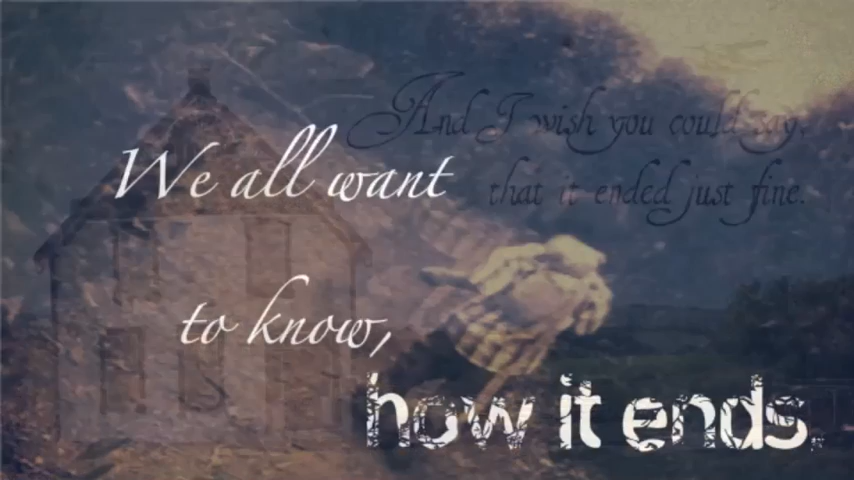 And I wish you could say,
that it ended just fine.
We all want
to know,
how it ends.